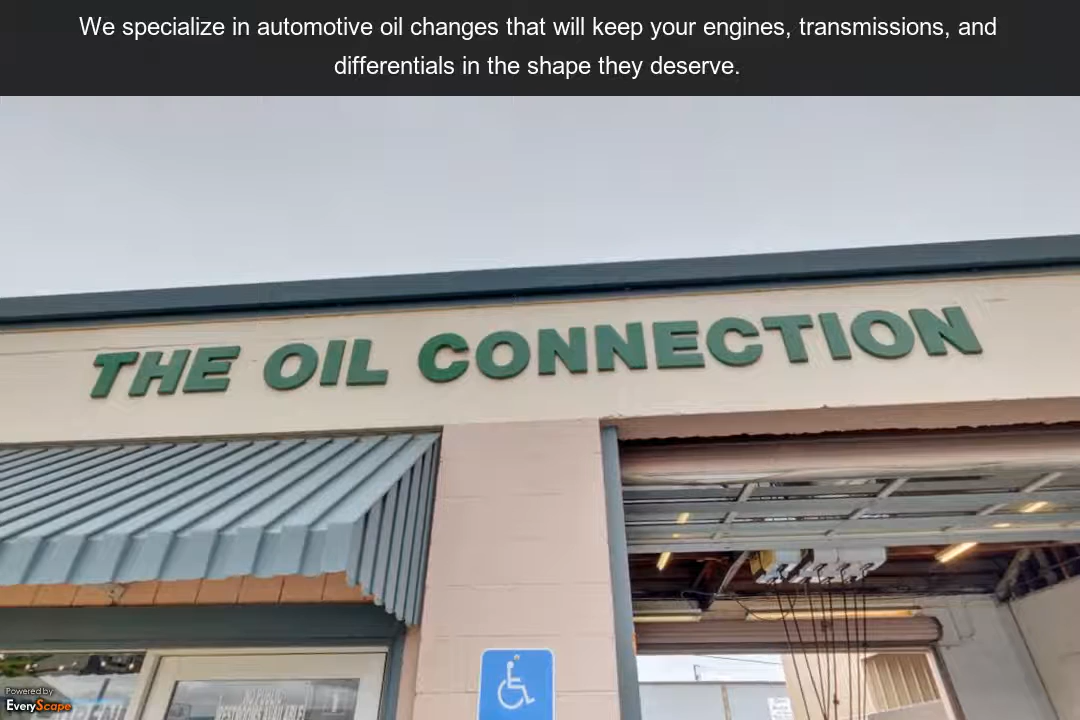 We specialize in automotive oil changes that will keep your engines, transmissions, and
differentials in the shape they deserve.
THE OIL CONNECTION
Powered by
EveryScape